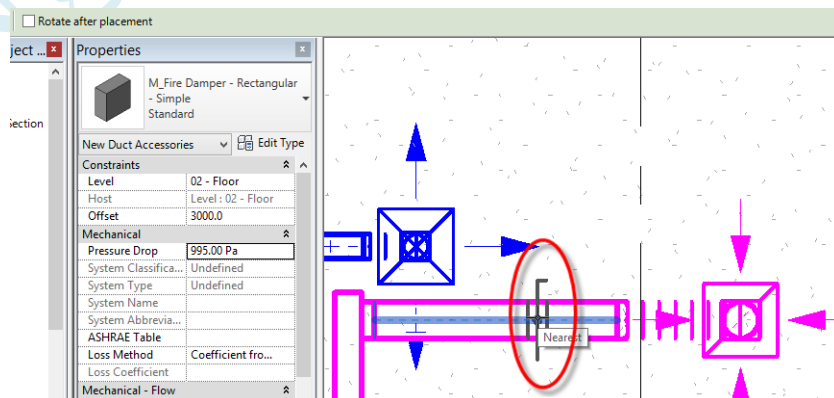 Rotate after placement
ject ... x
Properties x
M_Fire Damper - Rectangular
- Simple
Standard
Section
New Duct Accessories Edit Type
Constraints
Level 02 - Floor
Host Level : 02 - Floor
Offset 3000.0
Mechanical
Pressure Drop 995.00 Pa
System Classifica... Undefined
System Type Undefined
System Name
System Abbrevia...
ASHRAE Table
Loss Method Coefficient fro...
Loss Coefficient
Mechanical - Flow
Nearest